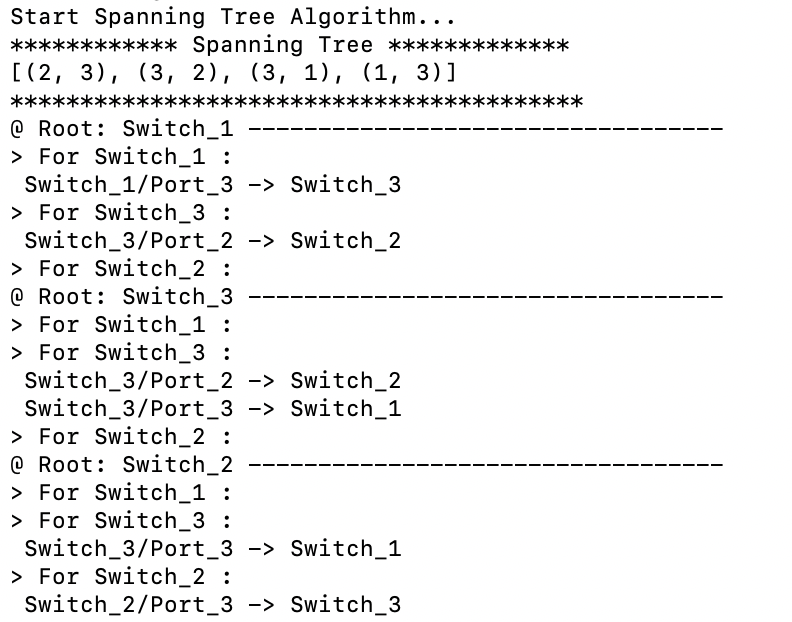 Start Spanning Tree Algorithm...
************ Spanning Tree *************
[(2, 3), (3, 2), (3, 1), (1, 3)]
*****************************************
@ Root: Switch_1 ----------------------------------
> For Switch_1 :
 Switch_1/Port_3 -> Switch_3
> For Switch_3 :
 Switch_3/Port_2 -> Switch_2
> For Switch_2 :
@ Root: Switch_3 ----------------------------------
> For Switch_1 :
> For Switch_3 :
 Switch_3/Port_2 -> Switch_2
 Switch_3/Port_3 -> Switch_1
> For Switch_2 :
@ Root: Switch_2 ----------------------------------
> For Switch_1 :
> For Switch_3 :
 Switch_3/Port_3 -> Switch_1
> For Switch_2 :
 Switch_2/Port_3 -> Switch_3